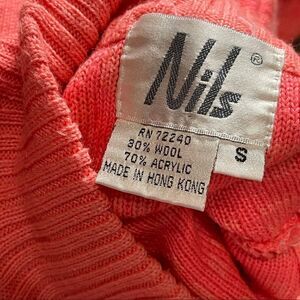 Nils®
RN 72240
30% WOOL
70% ACRYLIC
MADE IN HONG KONG
S